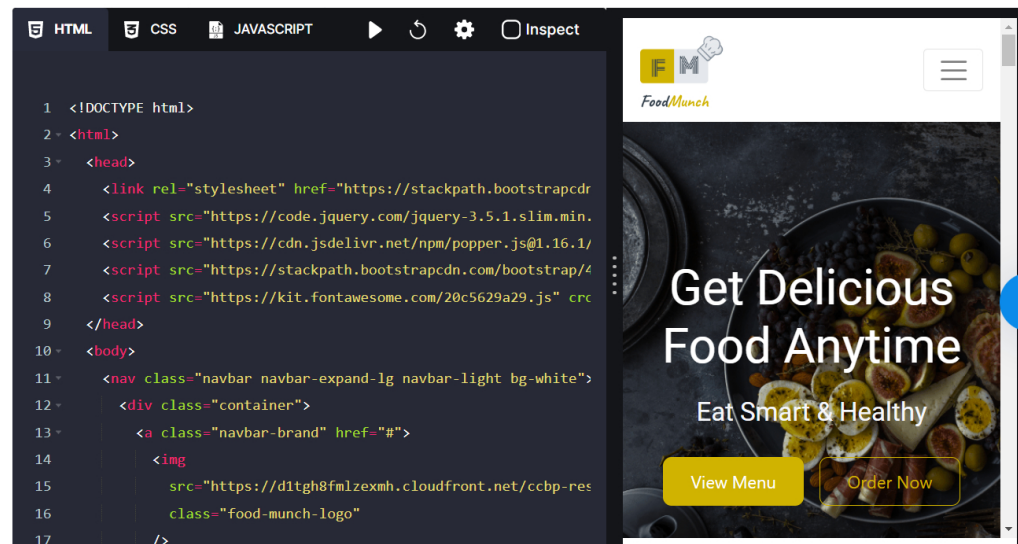 HTML CSS JAVASCRIPT Inspect
1 <!DOCTYPE html>
2 <html>
3 <head>
4 <link rel="stylesheet" href="https://stackpath.bootstrapcdn
5 <script src="https://code.jquery.com/jquery-3.5.1.slim.min.
6 <script src="https://cdn.jsdelivr.net/npm/popper.js@1.16.1/
7 <script src="https://stackpath.bootstrapcdn.com/bootstrap/4
8 <script src="https://kit.fontawesome.com/20c5629a29.js" crc
9 </head>
10 <body>
11 <nav class="navbar navbar-expand-lg navbar-light bg-white">
12 <div class="container">
13 <a class="navbar-brand" href="#">
14 <img
15 src="https://d1tgh8fmlzexmh.cloudfront.net/ccbp-res
16 class="food-munch-logo"
17 />
FM
FoodMunch
Get Delicious
Food Anytime
Eat Smart & Healthy
View Menu Order Now